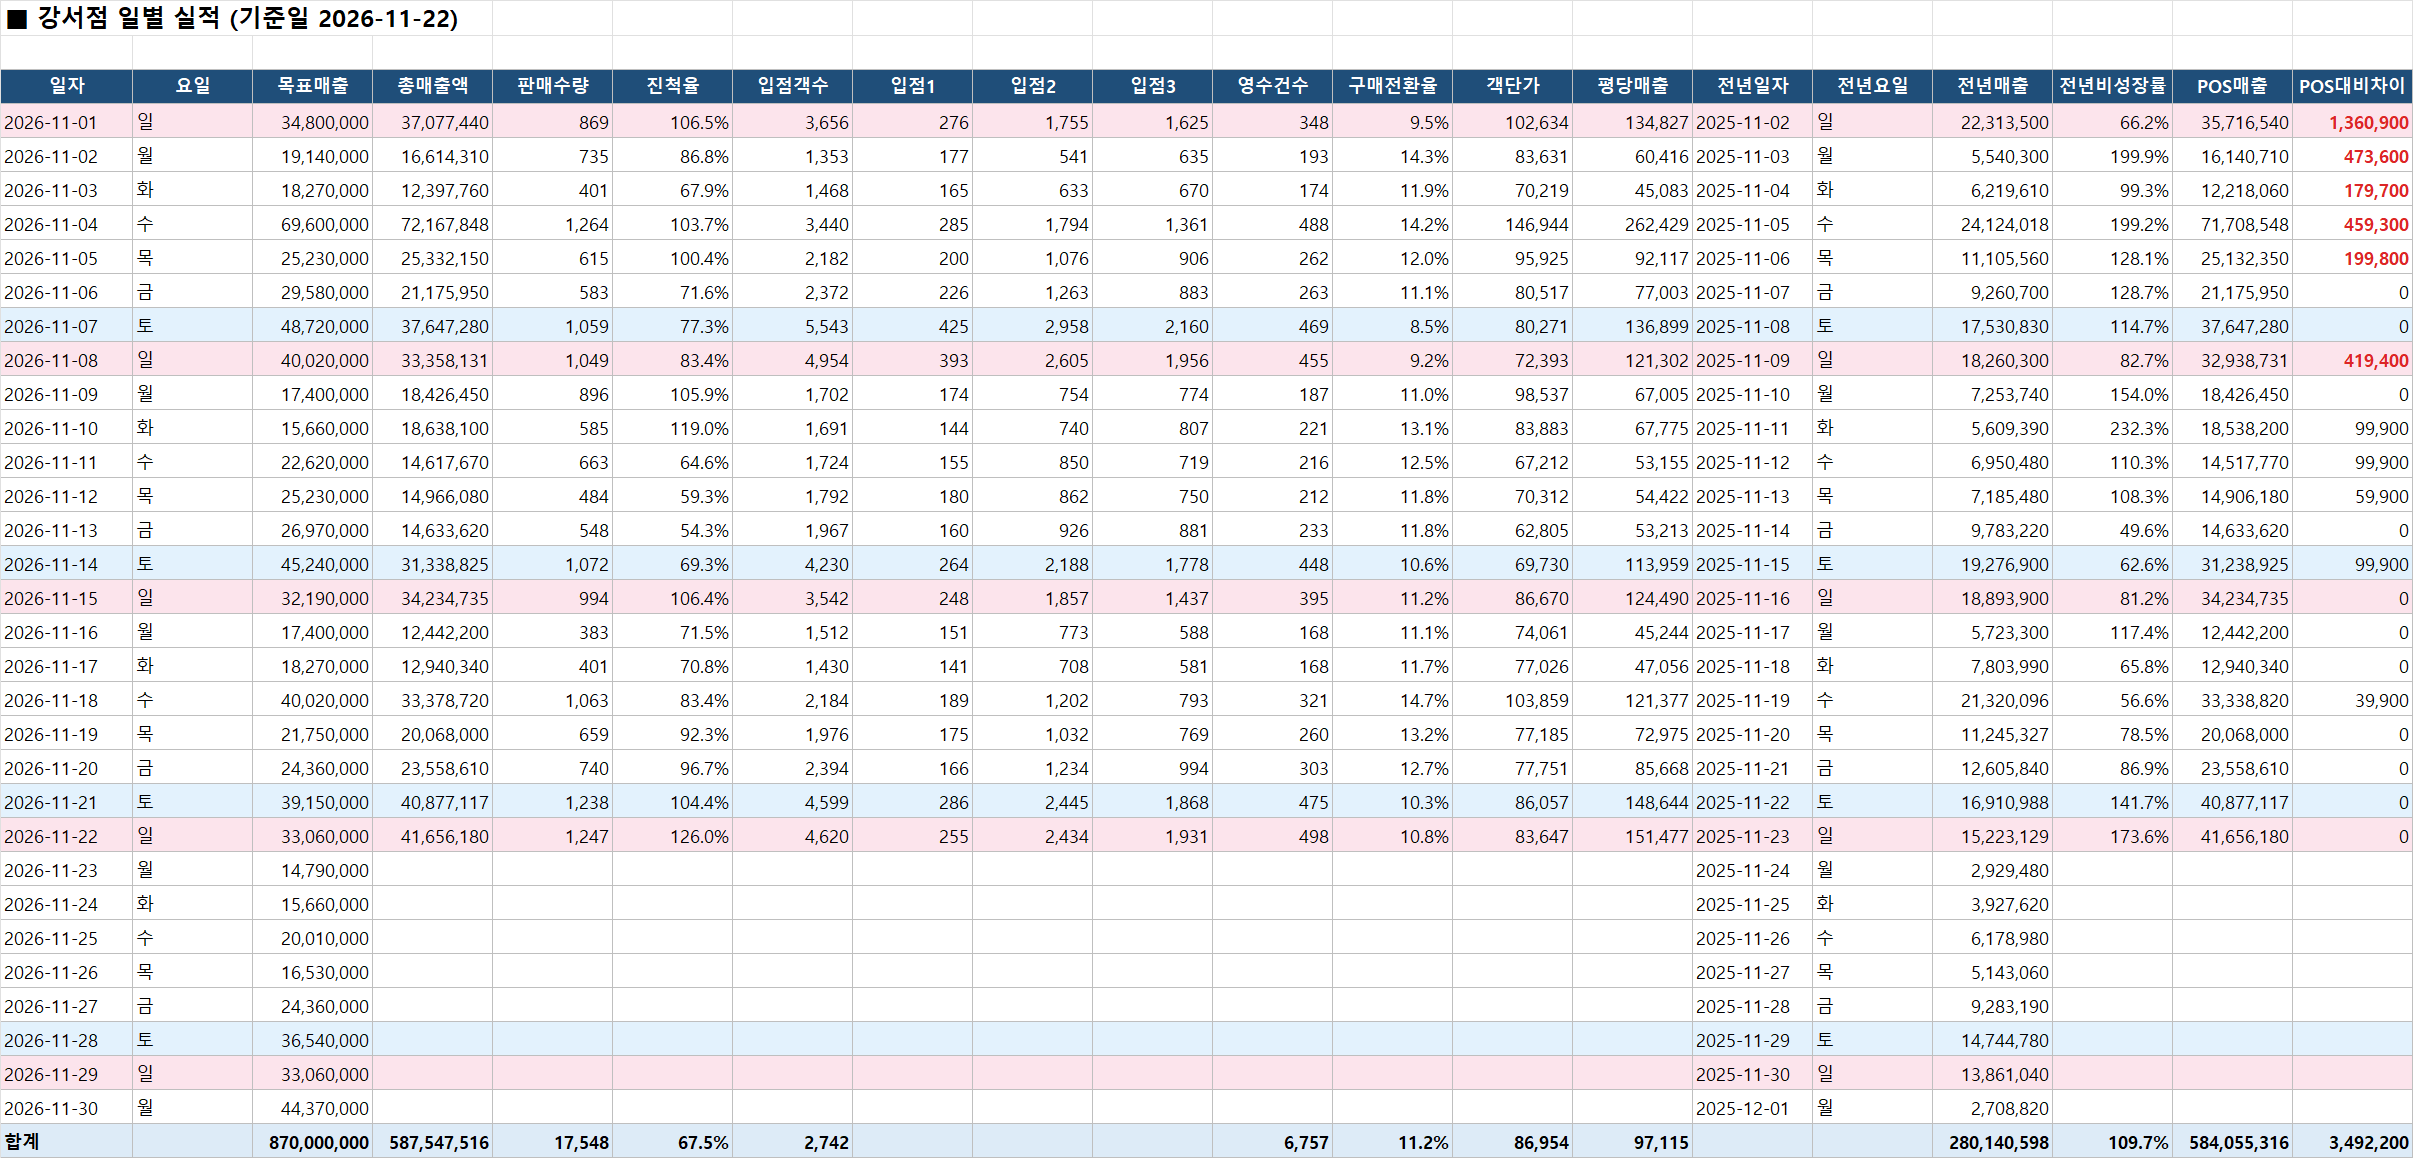 ■ 강서점 일별 실적 (기준일 2026-11-22)
일자 요일 목표매출 총매출액 판매수량 진척율 입점객수 입점1 입점2 입점3 영수건수 구매전환율 객단가 평당매출 전년일자 전년요일 전년매출 전년비성장률 POS매출 POS대비차이
2026-11-01 일 34,800,000 37,077,440 869 106.5% 3,656 276 1,755 1,625 348 9.5% 102,634 134,827 2025-11-02 일 22,313,500 66.2% 35,716,540 1,360,900
2026-11-02 월 19,140,000 16,614,310 735 86.8% 1,353 177 541 635 193 14.3% 83,631 60,416 2025-11-03 월 5,540,300 199.9% 16,140,710 473,600
2026-11-03 화 18,270,000 12,397,760 401 67.9% 1,468 165 633 670 174 11.9% 70,219 45,083 2025-11-04 화 6,219,610 99.3% 12,218,060 179,700
2026-11-04 수 69,600,000 72,167,848 1,264 103.7% 3,440 285 1,794 1,361 488 14.2% 146,944 262,429 2025-11-05 수 24,124,018 199.2% 71,708,548 459,300
2026-11-05 목 25,230,000 25,332,150 615 100.4% 2,182 200 1,076 906 262 12.0% 95,925 92,117 2025-11-06 목 11,105,560 128.1% 25,132,350 199,800
2026-11-06 금 29,580,000 21,175,950 583 71.6% 2,372 226 1,263 883 263 11.1% 80,517 77,003 2025-11-07 금 9,260,700 128.7% 21,175,950 0
2026-11-07 토 48,720,000 37,647,280 1,059 77.3% 5,543 425 2,958 2,160 469 8.5% 80,271 136,899 2025-11-08 토 17,530,830 114.7% 37,647,280 0
2026-11-08 일 40,020,000 33,358,131 1,049 83.4% 4,954 393 2,605 1,956 455 9.2% 72,393 121,302 2025-11-09 일 18,260,300 82.7% 32,938,731 419,400
2026-11-09 월 17,400,000 18,426,450 896 105.9% 1,702 174 754 774 187 11.0% 98,537 67,005 2025-11-10 월 7,253,740 154.0% 18,426,450 0
2026-11-10 화 15,660,000 18,638,100 585 119.0% 1,691 144 740 807 221 13.1% 83,883 67,775 2025-11-11 화 5,609,390 232.3% 18,538,200 99,900
2026-11-11 수 22,620,000 14,617,670 663 64.6% 1,724 155 850 719 216 12.5% 67,212 53,155 2025-11-12 수 6,950,480 110.3% 14,517,770 99,900
2026-11-12 목 25,230,000 14,966,080 484 59.3% 1,792 180 862 750 212 11.8% 70,312 54,422 2025-11-13 목 7,185,480 108.3% 14,906,180 59,900
2026-11-13 금 26,970,000 14,633,620 548 54.3% 1,967 160 926 881 233 11.8% 62,805 53,213 2025-11-14 금 9,783,220 49.6% 14,633,620 0
2026-11-14 토 45,240,000 31,338,825 1,072 69.3% 4,230 264 2,188 1,778 448 10.6% 69,730 113,959 2025-11-15 토 19,276,900 62.6% 31,238,925 99,900
2026-11-15 일 32,190,000 34,234,735 994 106.4% 3,542 248 1,857 1,437 395 11.2% 86,670 124,490 2025-11-16 일 18,893,900 81.2% 34,234,735 0
2026-11-16 월 17,400,000 12,442,200 383 71.5% 1,512 151 773 588 168 11.1% 74,061 45,244 2025-11-17 월 5,723,300 117.4% 12,442,200 0
2026-11-17 화 18,270,000 12,940,340 401 70.8% 1,430 141 708 581 168 11.7% 77,026 47,056 2025-11-18 화 7,803,990 65.8% 12,940,340 0
2026-11-18 수 40,020,000 33,378,720 1,063 83.4% 2,184 189 1,202 793 321 14.7% 103,859 121,377 2025-11-19 수 21,320,096 56.6% 33,338,820 39,900
2026-11-19 목 21,750,000 20,068,000 659 92.3% 1,976 175 1,032 769 260 13.2% 77,185 72,975 2025-11-20 목 11,245,327 78.5% 20,068,000 0
2026-11-20 금 24,360,000 23,558,610 740 96.7% 2,394 166 1,234 994 303 12.7% 77,751 85,668 2025-11-21 금 12,605,840 86.9% 23,558,610 0
2026-11-21 토 39,150,000 40,877,117 1,238 104.4% 4,599 286 2,445 1,868 475 10.3% 86,057 148,644 2025-11-22 토 16,910,988 141.7% 40,877,117 0
2026-11-22 일 33,060,000 41,656,180 1,247 126.0% 4,620 255 2,434 1,931 498 10.8% 83,647 151,477 2025-11-23 일 15,223,129 173.6% 41,656,180 0
2026-11-23 월 14,790,000 2025-11-24 월 2,929,480
2026-11-24 화 15,660,000 2025-11-25 화 3,927,620
2026-11-25 수 20,010,000 2025-11-26 수 6,178,980
2026-11-26 목 16,530,000 2025-11-27 목 5,143,060
2026-11-27 금 24,360,000 2025-11-28 금 9,283,190
2026-11-28 토 36,540,000 2025-11-29 토 14,744,780
2026-11-29 일 33,060,000 2025-11-30 일 13,861,040
2026-11-30 월 44,370,000 2025-12-01 월 2,708,820
합계 870,000,000 587,547,516 17,548 67.5% 2,742 6,757 11.2% 86,954 97,115 280,140,598 109.7% 584,055,316 3,492,200